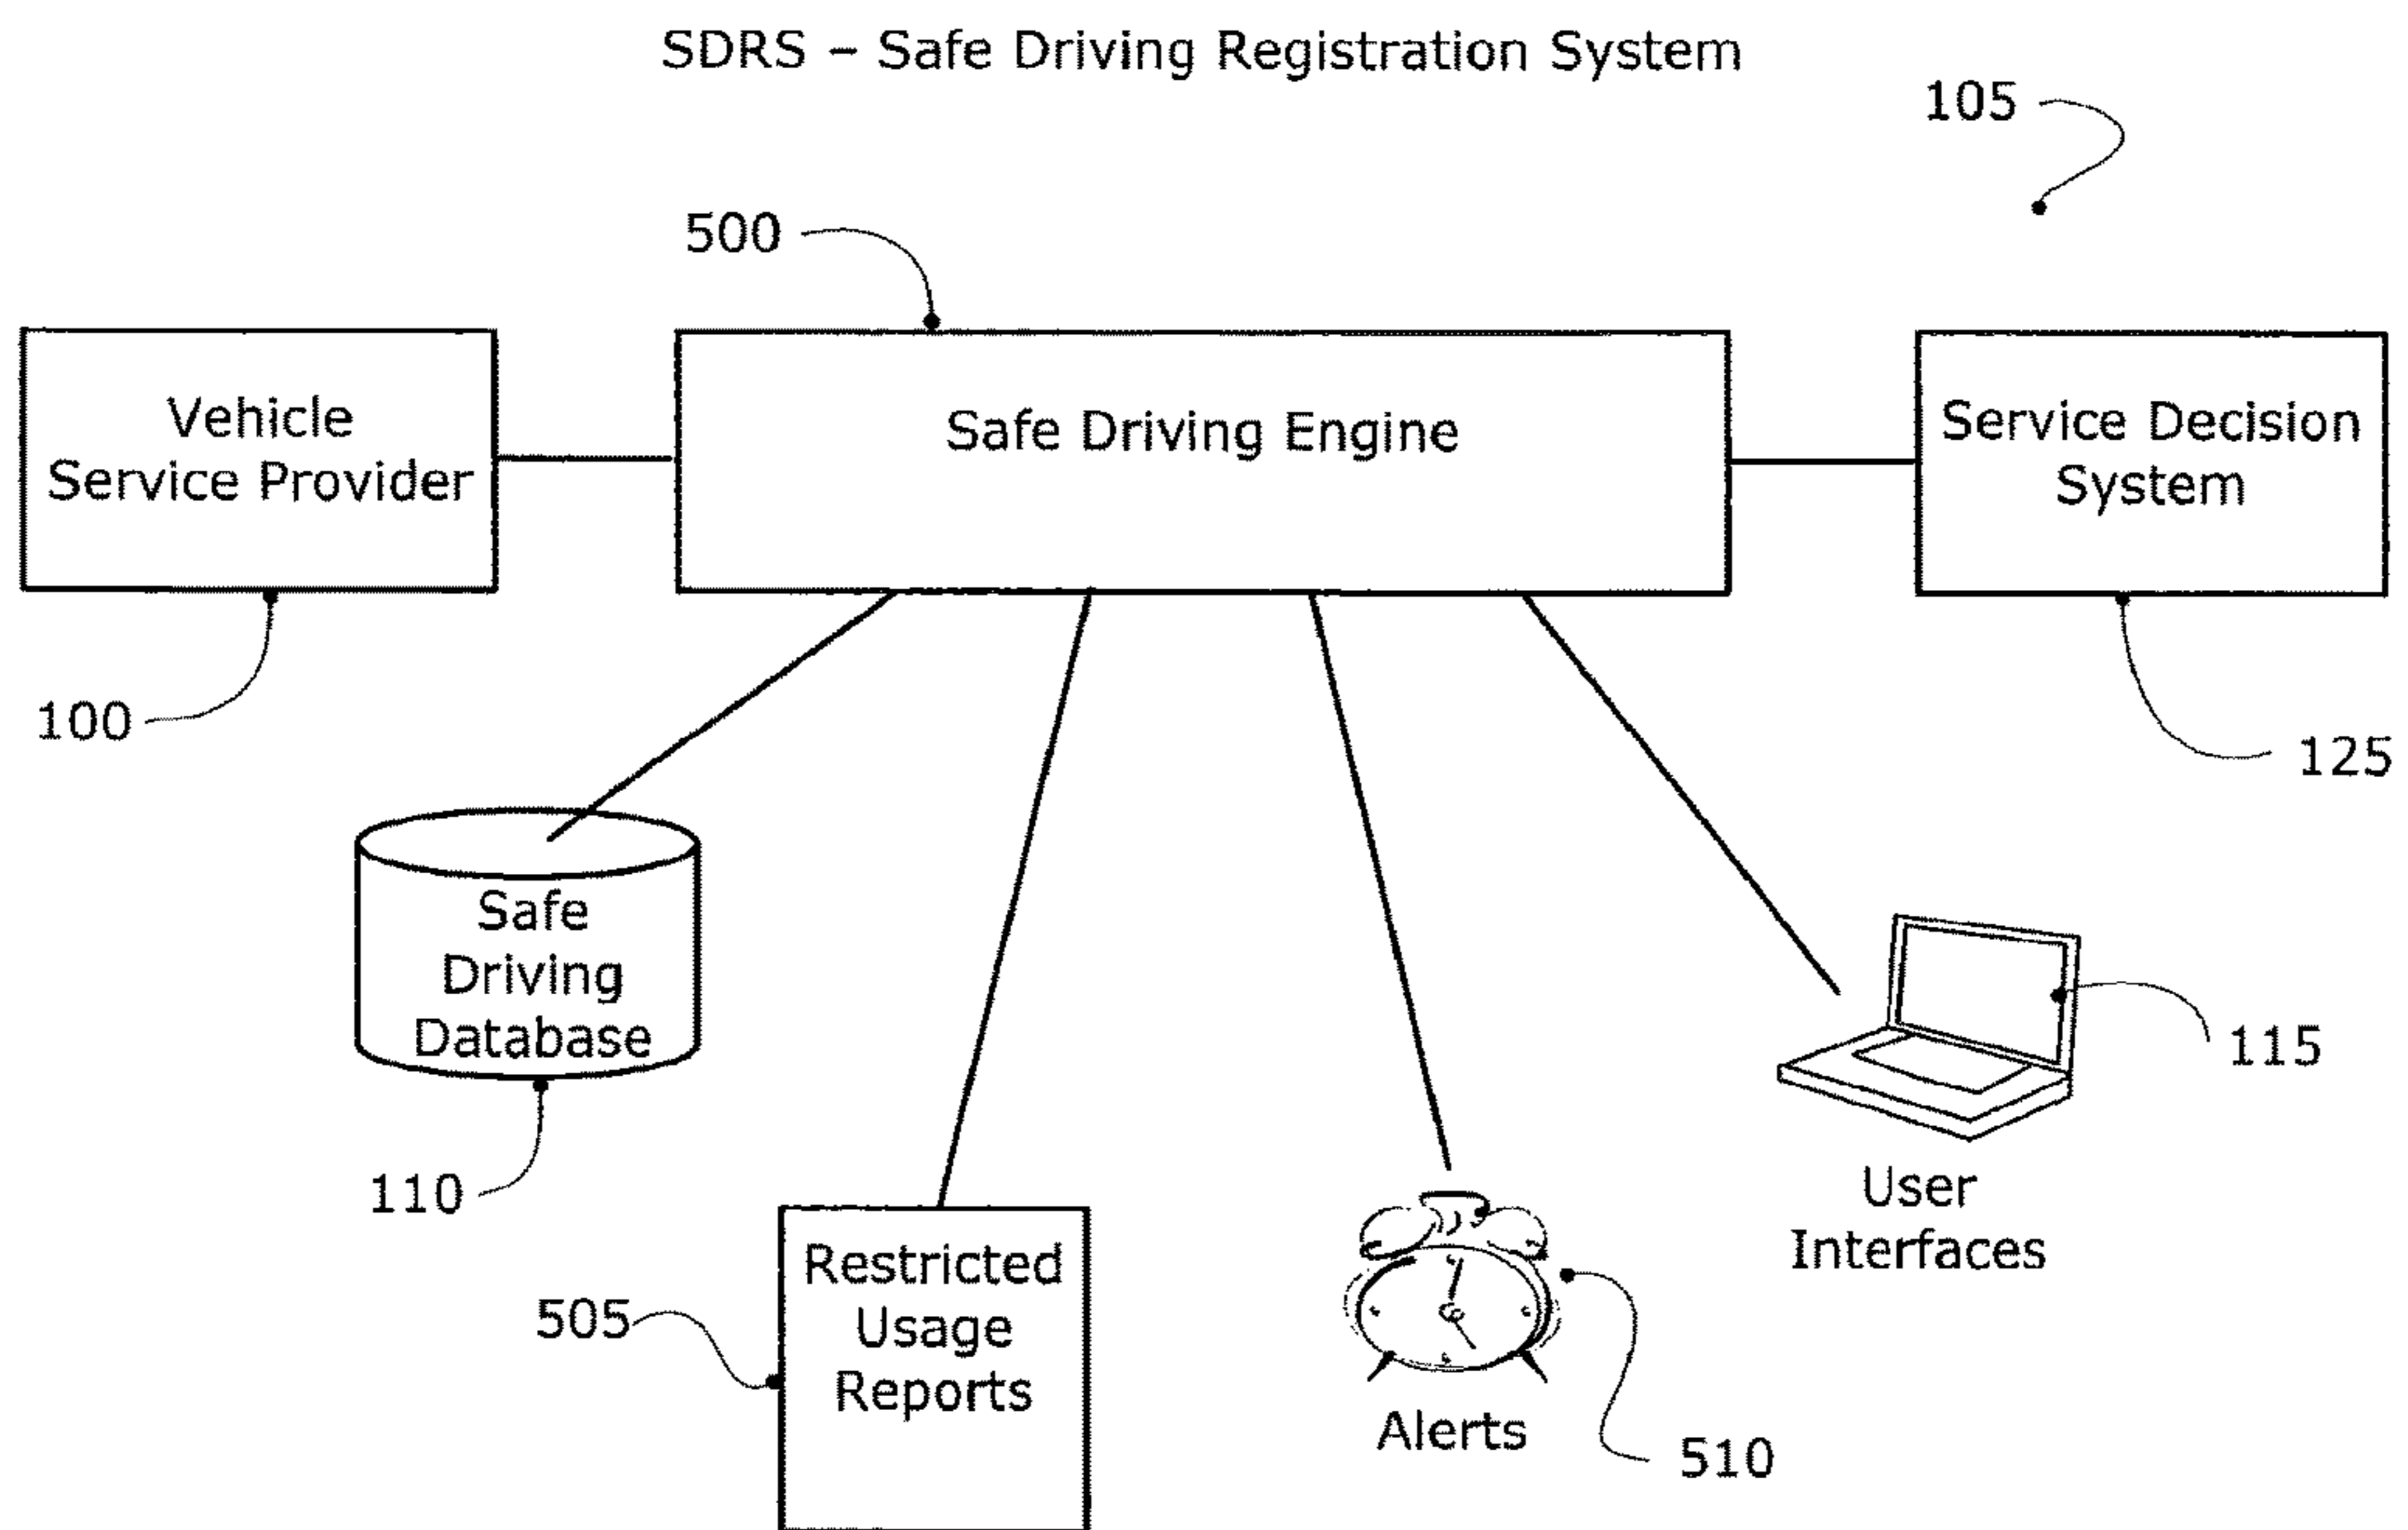 SDRS – Safe Driving Registration System
105
500
Vehicle
Service Provider
Safe Driving Engine
Service Decision
System
100
125
Safe
Driving
Database
115
110
User
Interfaces
Restricted
Usage
Reports
505
Alerts
510